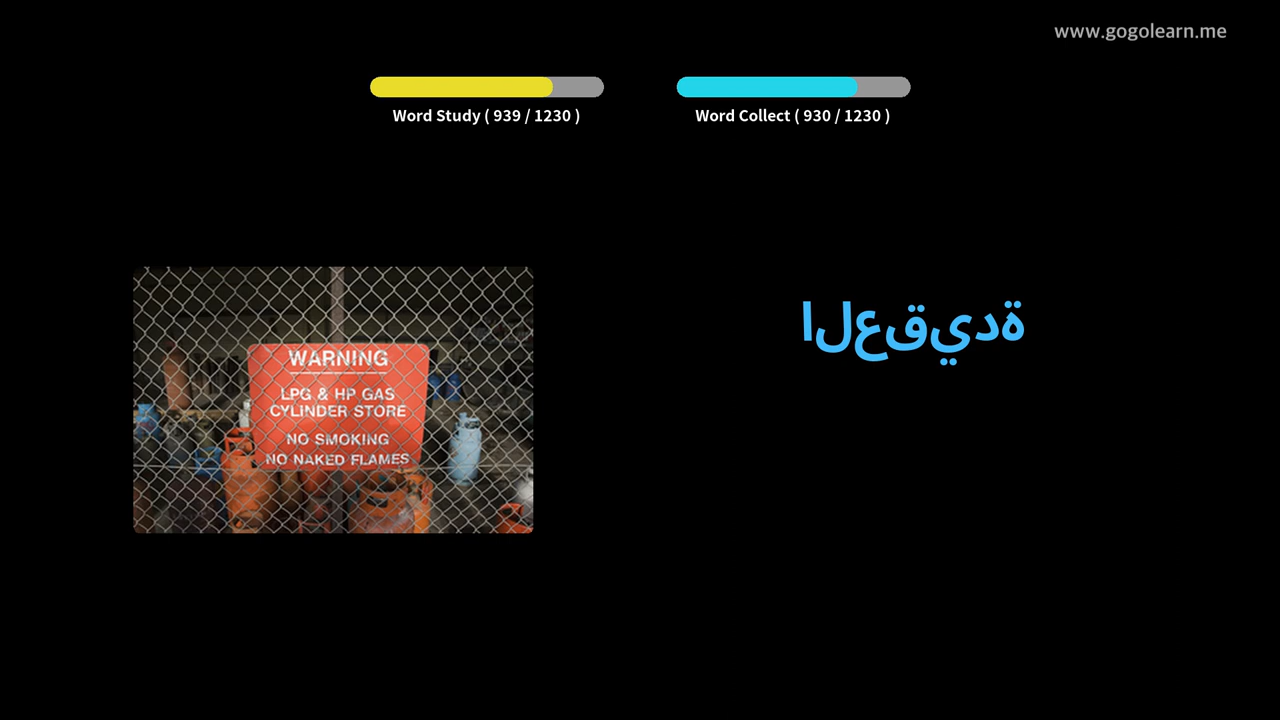 www.gogolearn.me
Word Study ( 939 / 1230 )
Word Collect ( 930 / 1230 )
العقيدة
WARNING
LPG & HP GAS
CYLINDER STORE
NO SMOKING
NO NAKED FLAMES